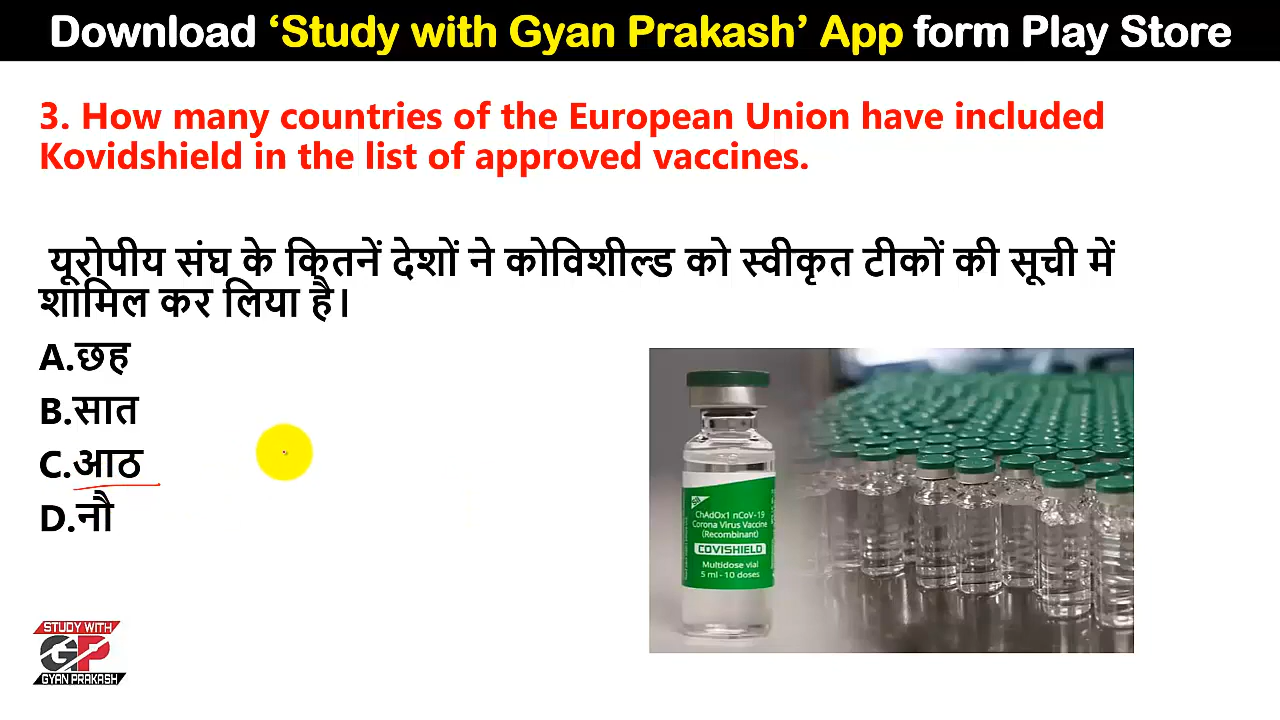 Download ‘Study with Gyan Prakash’ App form Play Store
3. How many countries of the European Union have included
Kovidshield in the list of approved vaccines.
यूरोपीय संघ के कितनें देशों ने कोविशील्ड को स्वीकृत टीकों की सूची में
शामिल कर लिया है।
A.छह
B.सात
C.आठ
D.नौ
ChAdOx1 nCoV-19
Corona Virus Vaccine
(Recombinant)
COVISHIELD
Multidose vial
5 ml - 10 doses
STUDY WITH
GP
GYAN PRAKASH